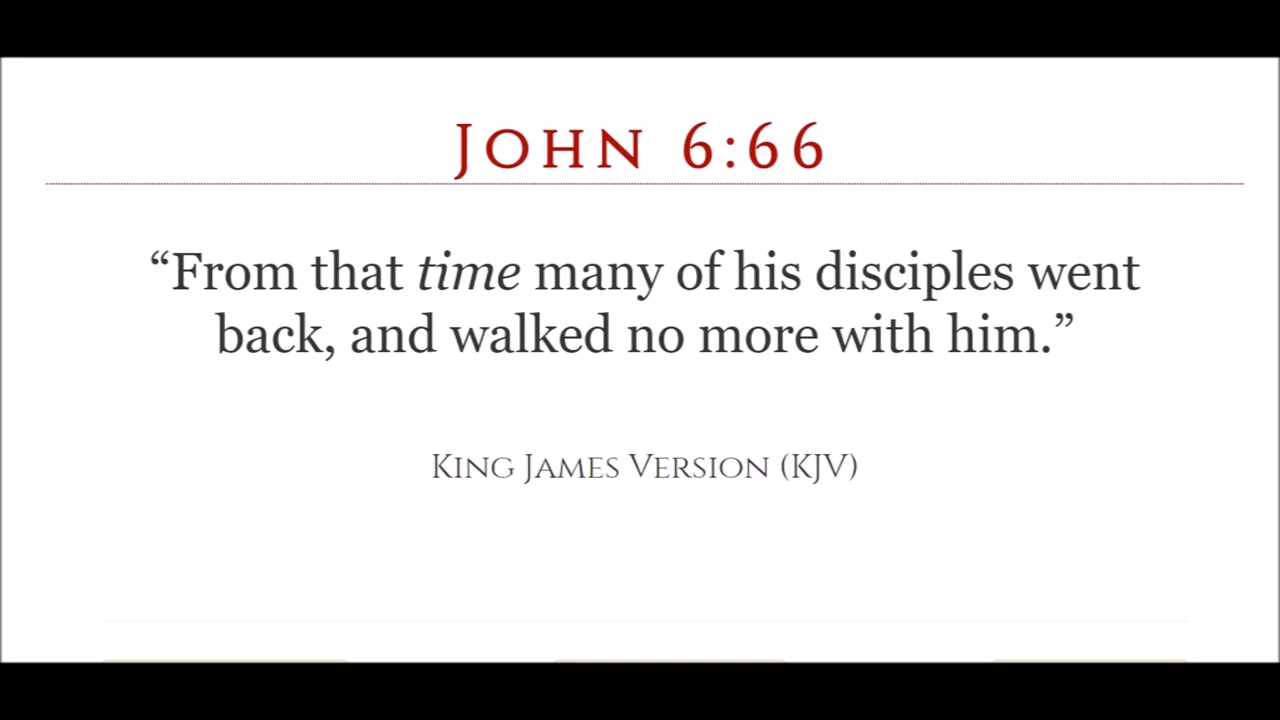 John 6:66
“From that time many of his disciples went
back, and walked no more with him.”
King James Version (KJV)